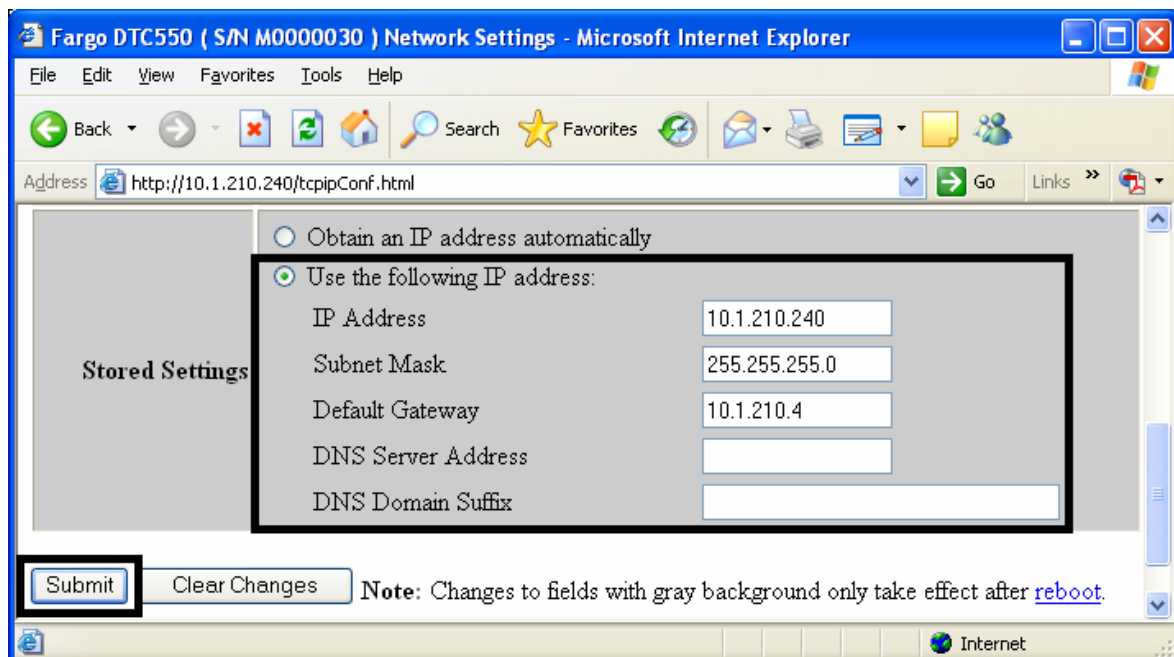 Fargo DTC550 ( S/N M0000030 ) Network Settings - Microsoft Internet Explorer
File Edit View Favorites Tools Help
Back Search Favorites
Address http://10.1.210.240/tcpipConf.html Go Links »
Obtain an IP address automatically
Use the following IP address:
IP Address 10.1.210.240
Stored Settings
Subnet Mask 255.255.255.0
Default Gateway 10.1.210.4
DNS Server Address
DNS Domain Suffix
Submit Clear Changes Note: Changes to fields with gray background only take effect after reboot.
Internet